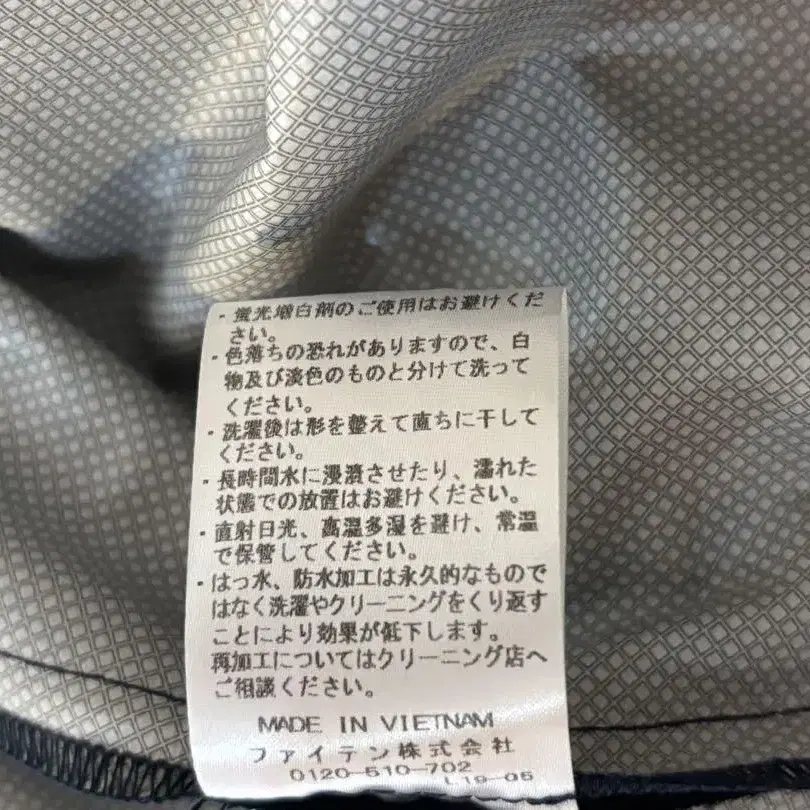 ・蛍光増白剤のご使用はお避けくだ
さい。
・色落ちの恐れがありますので、白
物及び淡色のものと分けて洗って
ください。
・洗濯後は形を整えて直ちに干して
ください。
・長時間水に浸漬させたり、濡れた
状態での放置はお避けください。
・直射日光、高温多湿を避け、常温
で保管してください。
・はっ水、防水加工は永久的なもので
はなく洗濯やクリーニングをくり返す
ことにより効果が低下します。
再加工についてはクリーニング店へ
ご相談ください。
MADE IN VIETNAM
ファイテン株式会社
0120-510-702
L19-05